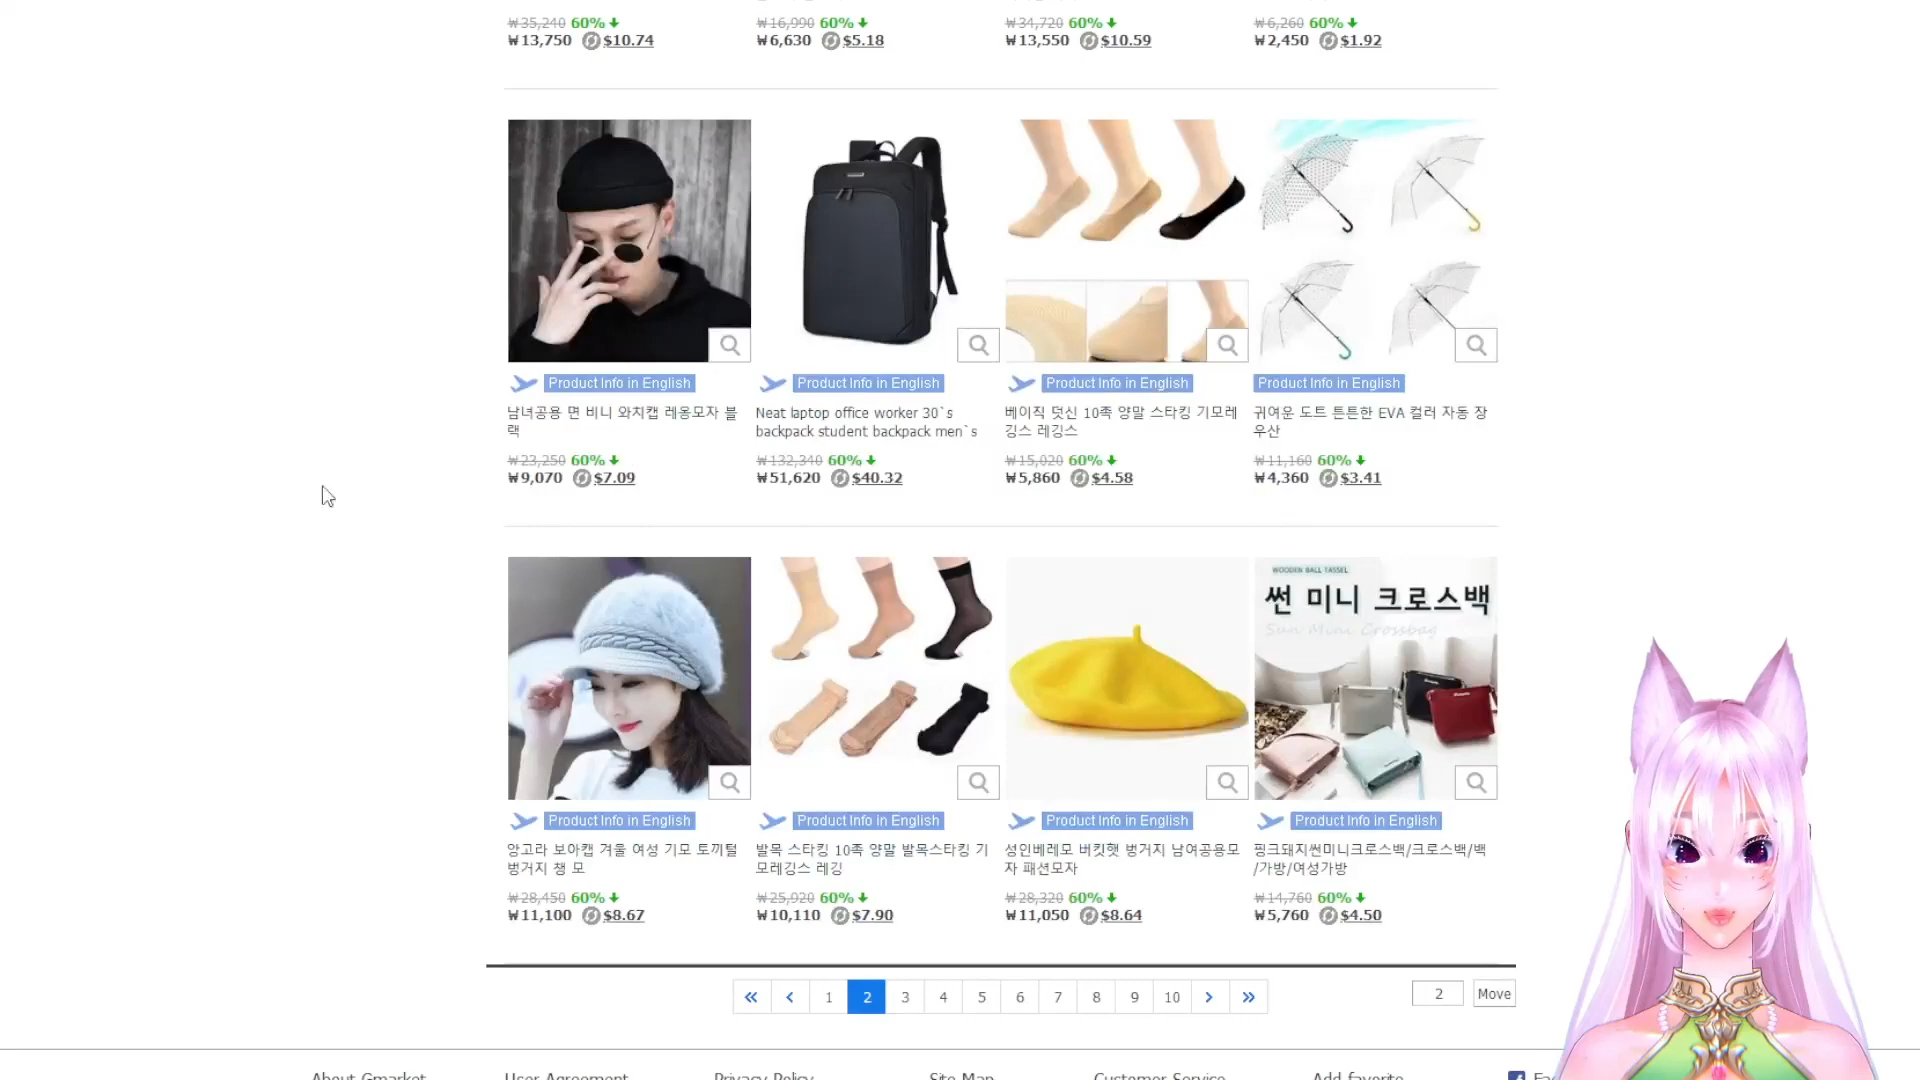 ₩35,240 60%
₩13,750 $10.74
₩16,990 60%
₩6,630 $5.18
₩34,720 60%
₩13,550 $10.59
₩6,260 60%
₩2,450 $1.92
Product Info in English
남녀공용 면 비니 와치캡 레옹모자 블
랙
₩23,250 60%
₩9,070 $7.09
Product Info in English
Neat laptop office worker 30`s
backpack student backpack men`s
₩132,340 60%
₩51,620 $40.32
Product Info in English
베이직 덧신 10족 양말 스타킹 기모레
깅스 레깅스
₩15,020 60%
₩5,860 $4.58
Product Info in English
귀여운 도트 튼튼한 EVA 컬러 자동 장
우산
₩11,160 60%
₩4,360 $3.41
Product Info in English
앙고라 보아캡 겨울 여성 기모 토끼털
벙거지 챙 모
₩28,450 60%
₩11,100 $8.67
Product Info in English
발목 스타킹 10족 양말 발목스타킹 기
모레깅스 레깅
₩25,920 60%
₩10,110 $7.90
Product Info in English
성인베레모 버킷햇 벙거지 남여공용모
자 패션모자
₩28,320 60%
₩11,050 $8.64
WOODEN BALL TASSEL
썬 미니 크로스백
Sun Mini Crossbag
Product Info in English
핑크돼지썬미니크로스백/크로스백/백
/가방/여성가방
₩14,760 60%
₩5,760 $4.50
« ‹ 1 2 3 4 5 6 7 8 9 10 › »
2 Move
About Gmarket User Agreement Privacy Policy Site Map Customer Service Add favorite